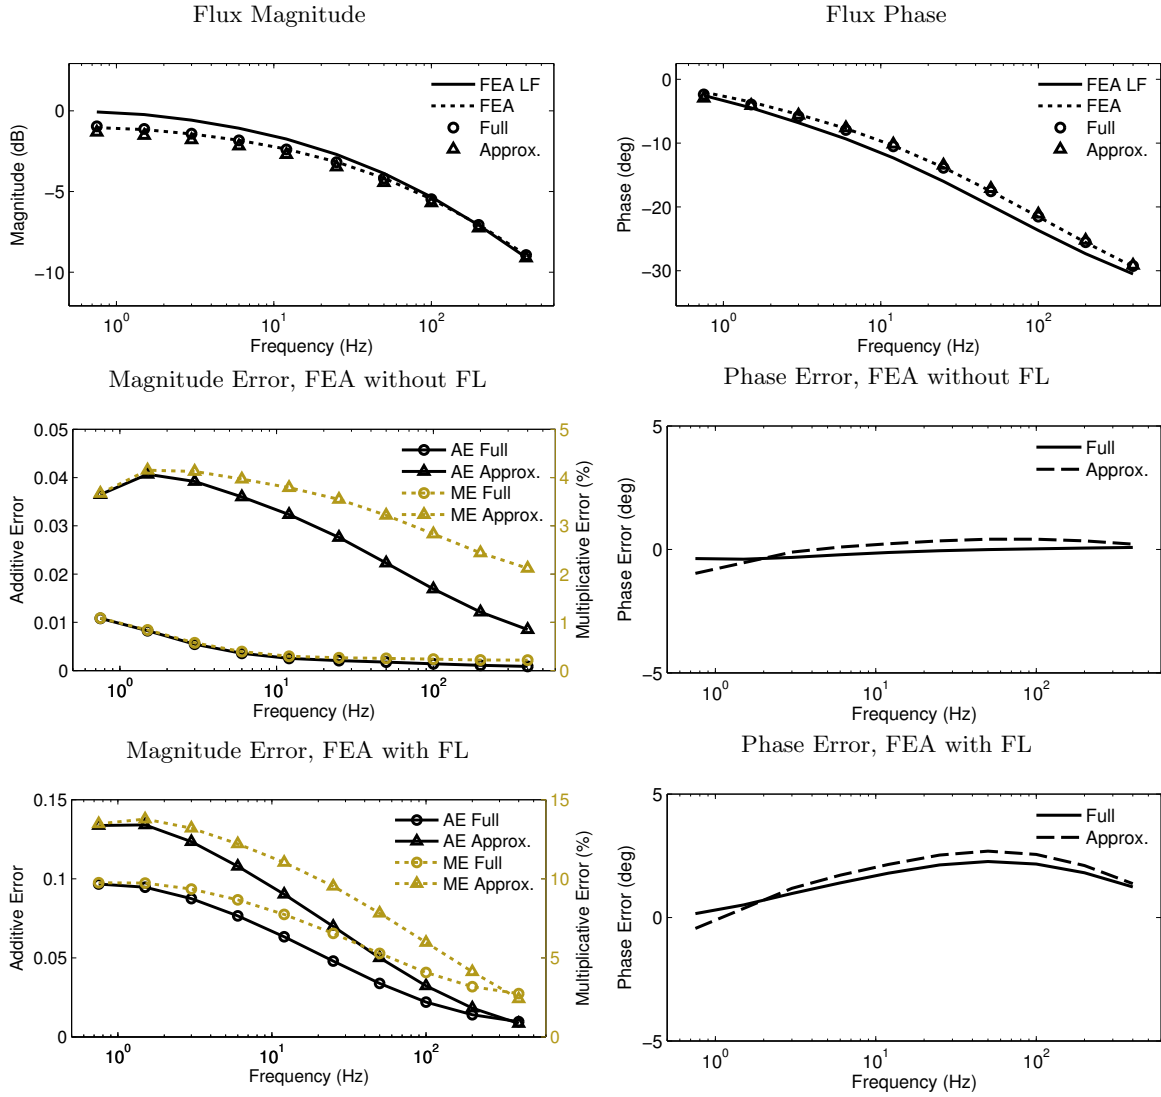 Flux Magnitude
0
−5
−10
10^0
10^1
10^2
Magnitude (dB)
Frequency (Hz)
FEA LF
FEA
Full
Approx.
Flux Phase
0
−10
−20
−30
10^0
10^1
10^2
Phase (deg)
Frequency (Hz)
FEA LF
FEA
Full
Approx.
Magnitude Error, FEA without FL
0.05
0.04
0.03
0.02
0.01
0
5
4
3
2
1
0
10^0
10^1
10^2
Additive Error
Multiplicative Error (%)
Frequency (Hz)
AE Full
AE Approx.
ME Full
ME Approx.
Phase Error, FEA without FL
5
0
−5
10^0
10^1
10^2
Phase Error (deg)
Frequency (Hz)
Full
Approx.
Magnitude Error, FEA with FL
0.15
0.1
0.05
0
15
10
5
0
10^0
10^1
10^2
Additive Error
Multiplicative Error (%)
Frequency (Hz)
AE Full
AE Approx.
ME Full
ME Approx.
Phase Error, FEA with FL
5
0
−5
10^0
10^1
10^2
Phase Error (deg)
Frequency (Hz)
Full
Approx.